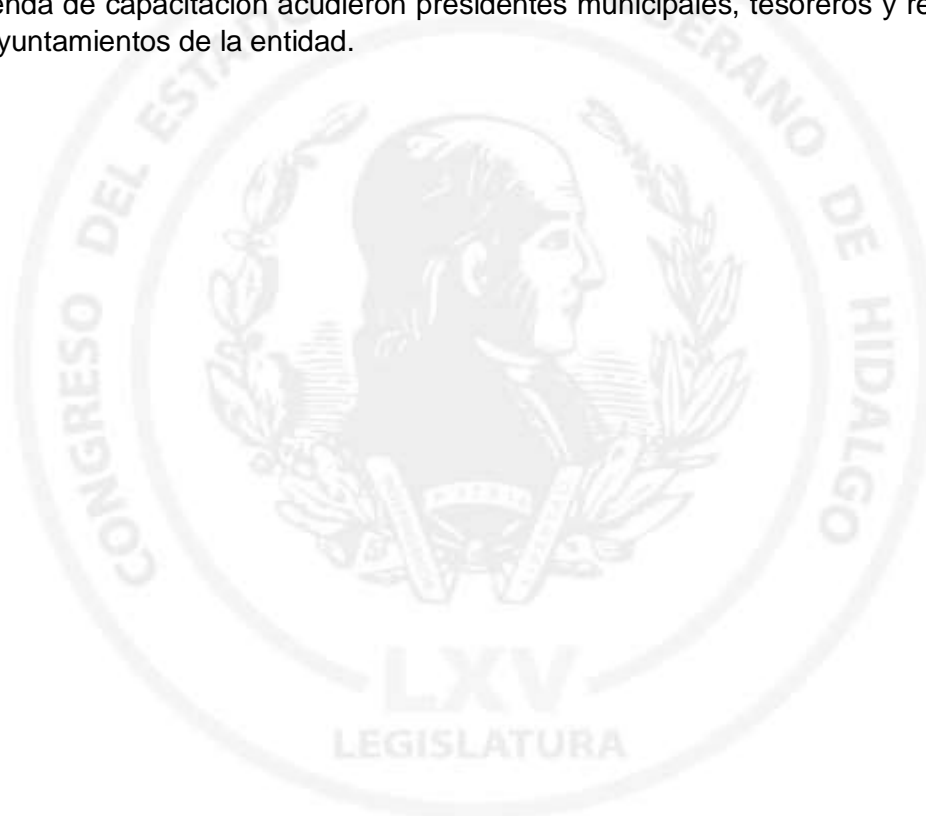 enda de capacitación acudieron presidentes municipales, tesoreros y re
yuntamientos de la entidad.
CONGRESO DEL ESTADO
BERANO DE HIDALGO
LXV
LEGISLATURA